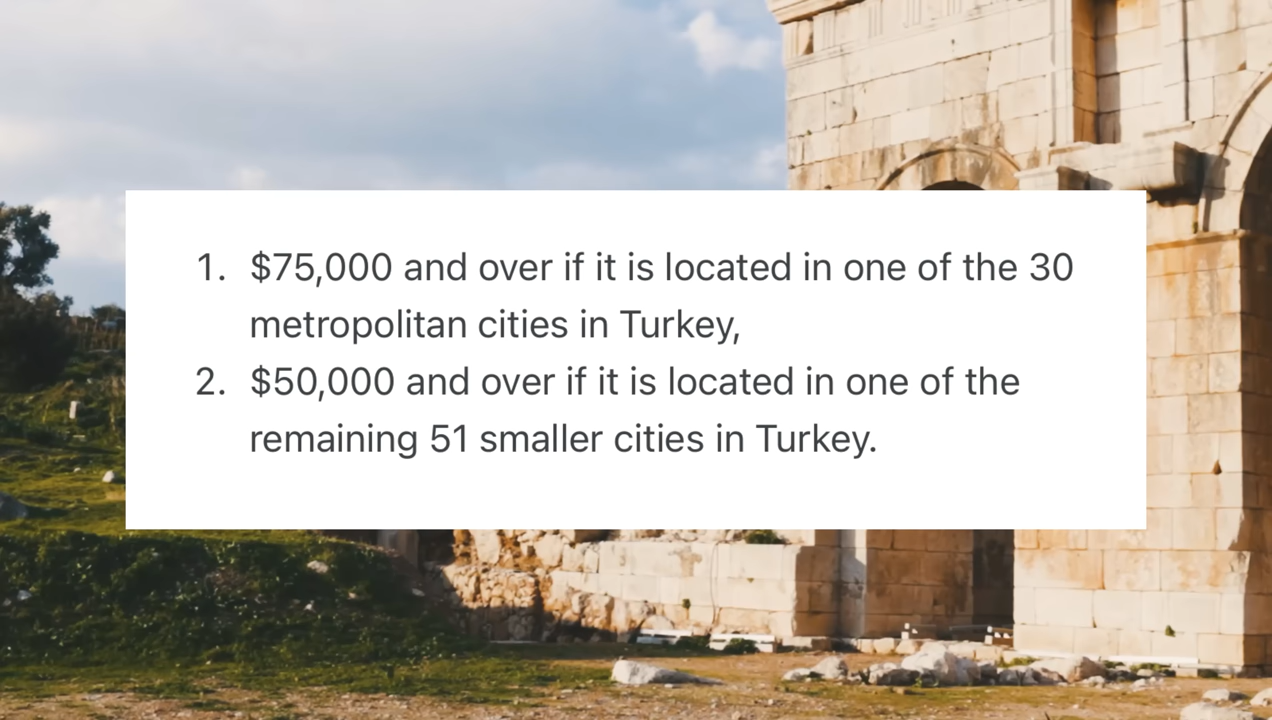 1. $75,000 and over if it is located in one of the 30
metropolitan cities in Turkey,
2. $50,000 and over if it is located in one of the
remaining 51 smaller cities in Turkey.